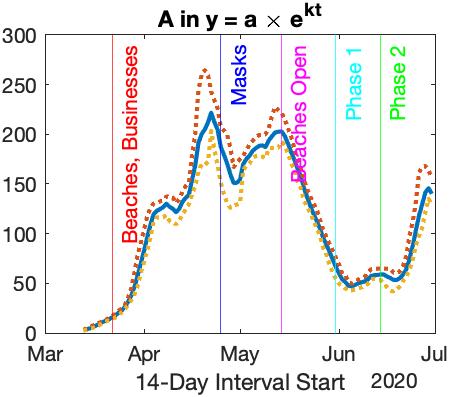 A in y = a × e^kt
300
250
200
150
100
50
0
Beaches, Businesses
Masks
Beaches Open
Phase 1
Phase 2
Mar Apr May Jun Jul
14-Day Interval Start 2020